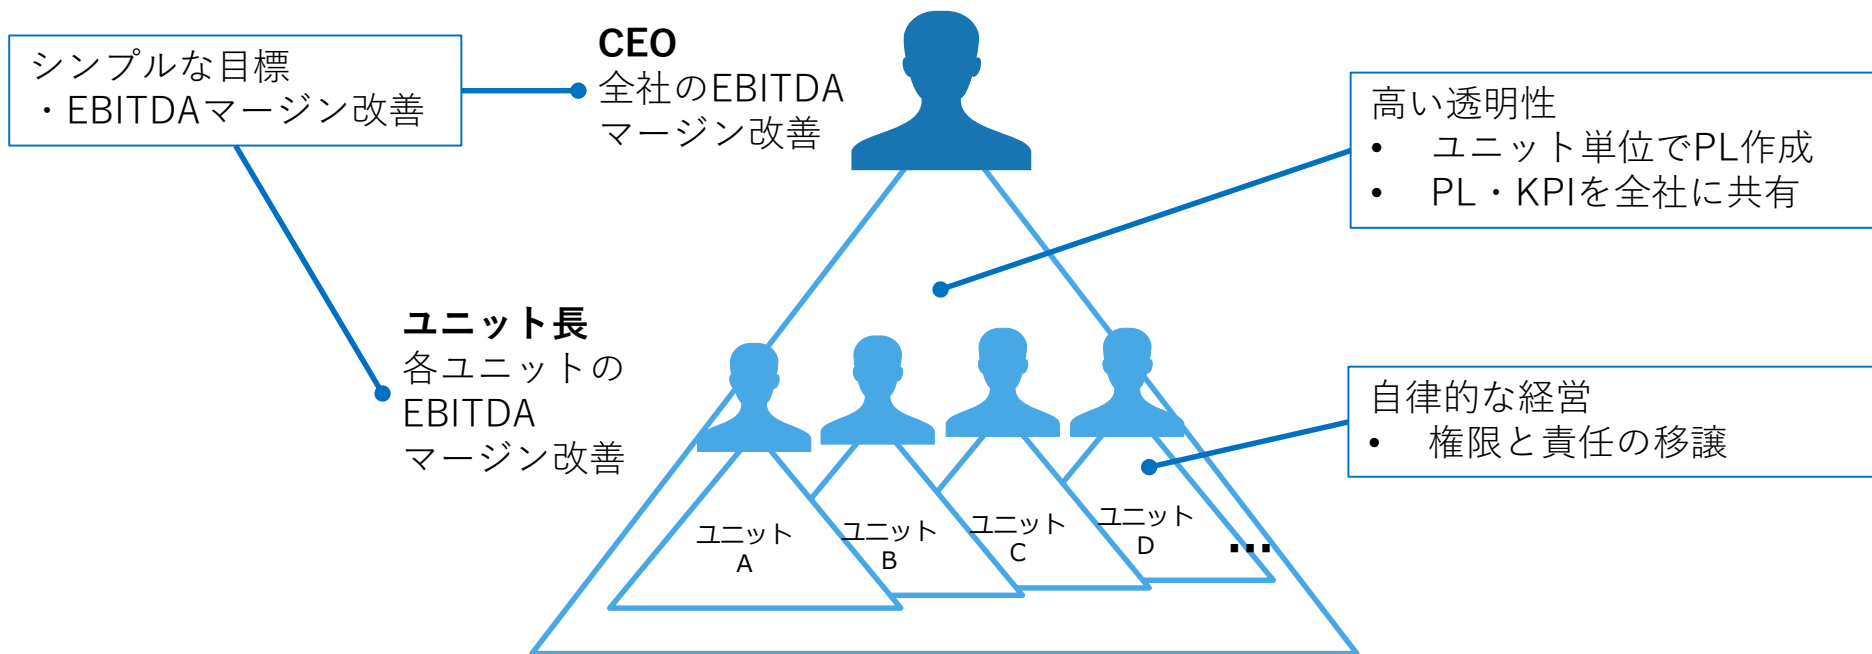 シンプルな目標
・EBITDAマージン改善
CEO
全社のEBITDA
マージン改善
高い透明性
• ユニット単位でPL作成
• PL・KPIを全社に共有
ユニット長
各ユニットの
EBITDA
マージン改善
自律的な経営
• 権限と責任の移譲
ユニット
A
ユニット
B
ユニット
C
ユニット
D
…